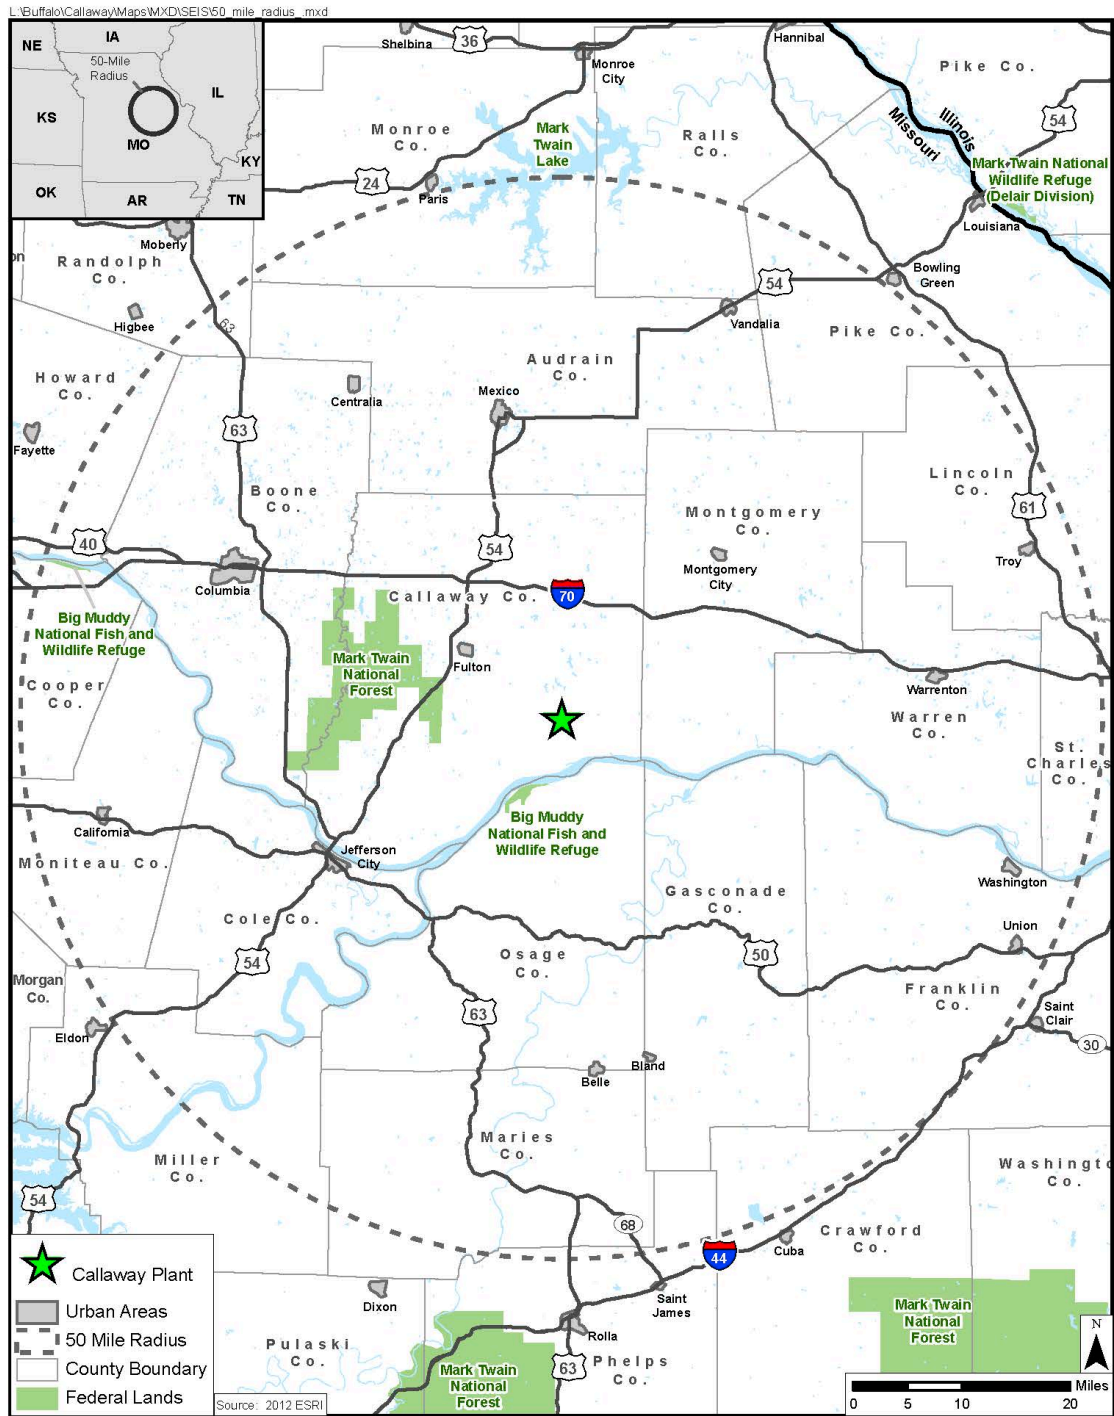 L:\Buffalo\Callaway\Maps\MXD\SEIS\50_mile_radius_.mxd
NE
IA
50-Mile
Radius
IL
KS
MO
KY
OK
AR
TN
Shelbina
36
Monroe
City
Hannibal
Pike Co.
54
Illinois
Missouri
Monroe
Co.
Mark
Twain
Lake
Ralls
Co.
Mark Twain National
Wildlife Refuge
(Delair Division)
24
Paris
Louisiana
Moberly
Randolph
Co.
on
Bowling
Green
54
Higbee
63
Vandalia
Pike Co.
Audrain
Co.
Howard
Co.
Centralia
Mexico
63
Fayette
Lincoln
Co.
Boone
Co.
Montgomery
Co.
61
40
54
Montgomery
City
Troy
Columbia
Callaway Co.
70
Big Muddy
National Fish and
Wildlife Refuge
Mark Twain
National
Forest
Fulton
Cooper
Co.
Warrenton
Warren
Co.
St.
Charles
Co.
California
Big Muddy
National Fish and
Wildlife Refuge
Jefferson
City
Moniteau Co.
Washington
Gasconade
Co.
Cole Co.
Union
54
Osage
Co.
50
Morgan
Co.
Franklin
Co.
63
Saint
Clair
Eldon
30
Bland
Belle
Maries
Co.
Miller
Co.
Washingto
Co.
54
68
Crawford
Co.
44
Cuba
Callaway Plant
Urban Areas
50 Mile Radius
County Boundary
Federal Lands
Dixon
Saint
James
Rolla
Mark Twain
National
Forest
Pulaski
Co.
Phelps
Co.
63
Mark Twain
National
Forest
N
Miles
0 5 10 20
Source: 2012 ESRI